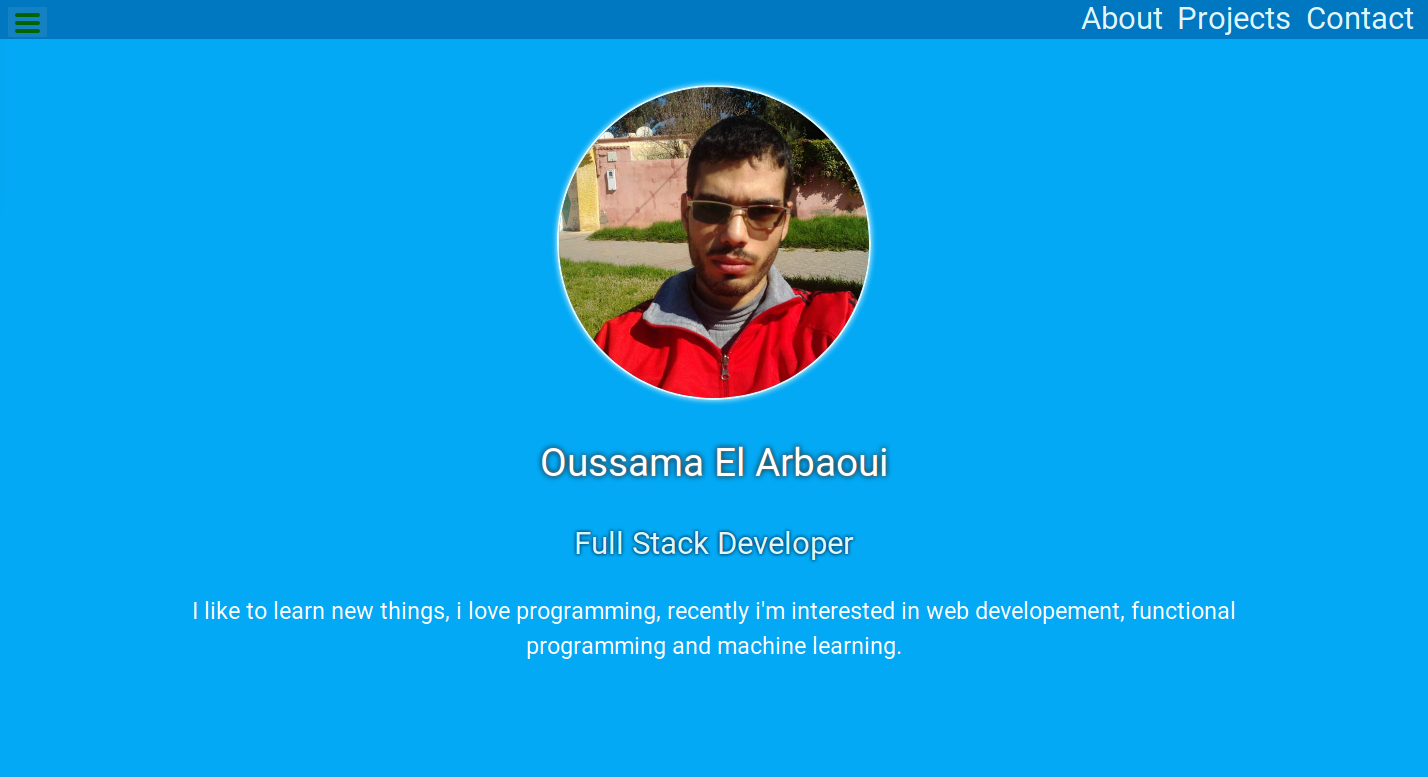 About Projects Contact
Oussama El Arbaoui
Full Stack Developer
I like to learn new things, i love programming, recently i'm interested in web developement, functional
programming and machine learning.